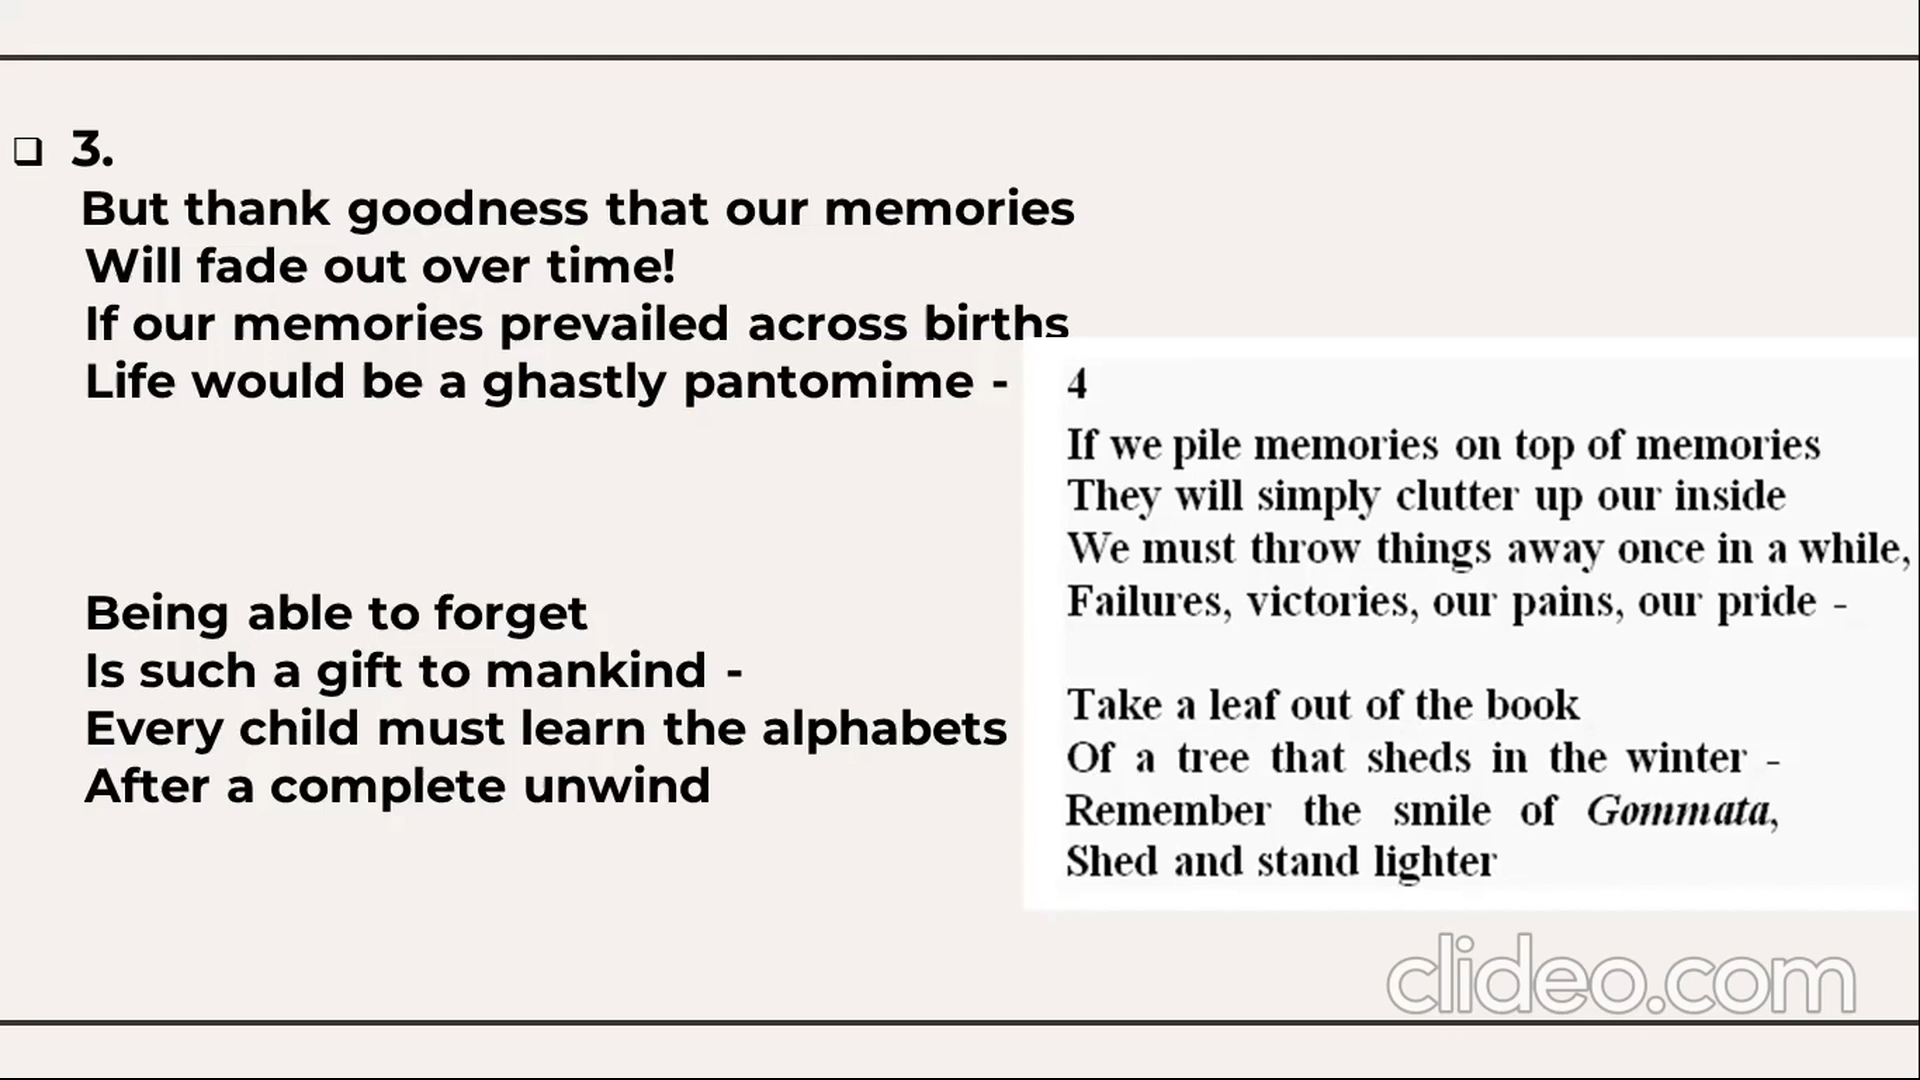 3.
But thank goodness that our memories
Will fade out over time!
If our memories prevailed across births
Life would be a ghastly pantomime -
Being able to forget
Is such a gift to mankind -
Every child must learn the alphabets
After a complete unwind
4
If we pile memories on top of memories
They will simply clutter up our inside
We must throw things away once in a while,
Failures, victories, our pains, our pride -
Take a leaf out of the book
Of a tree that sheds in the winter -
Remember the smile of Gommata,
Shed and stand lighter
clideo.com